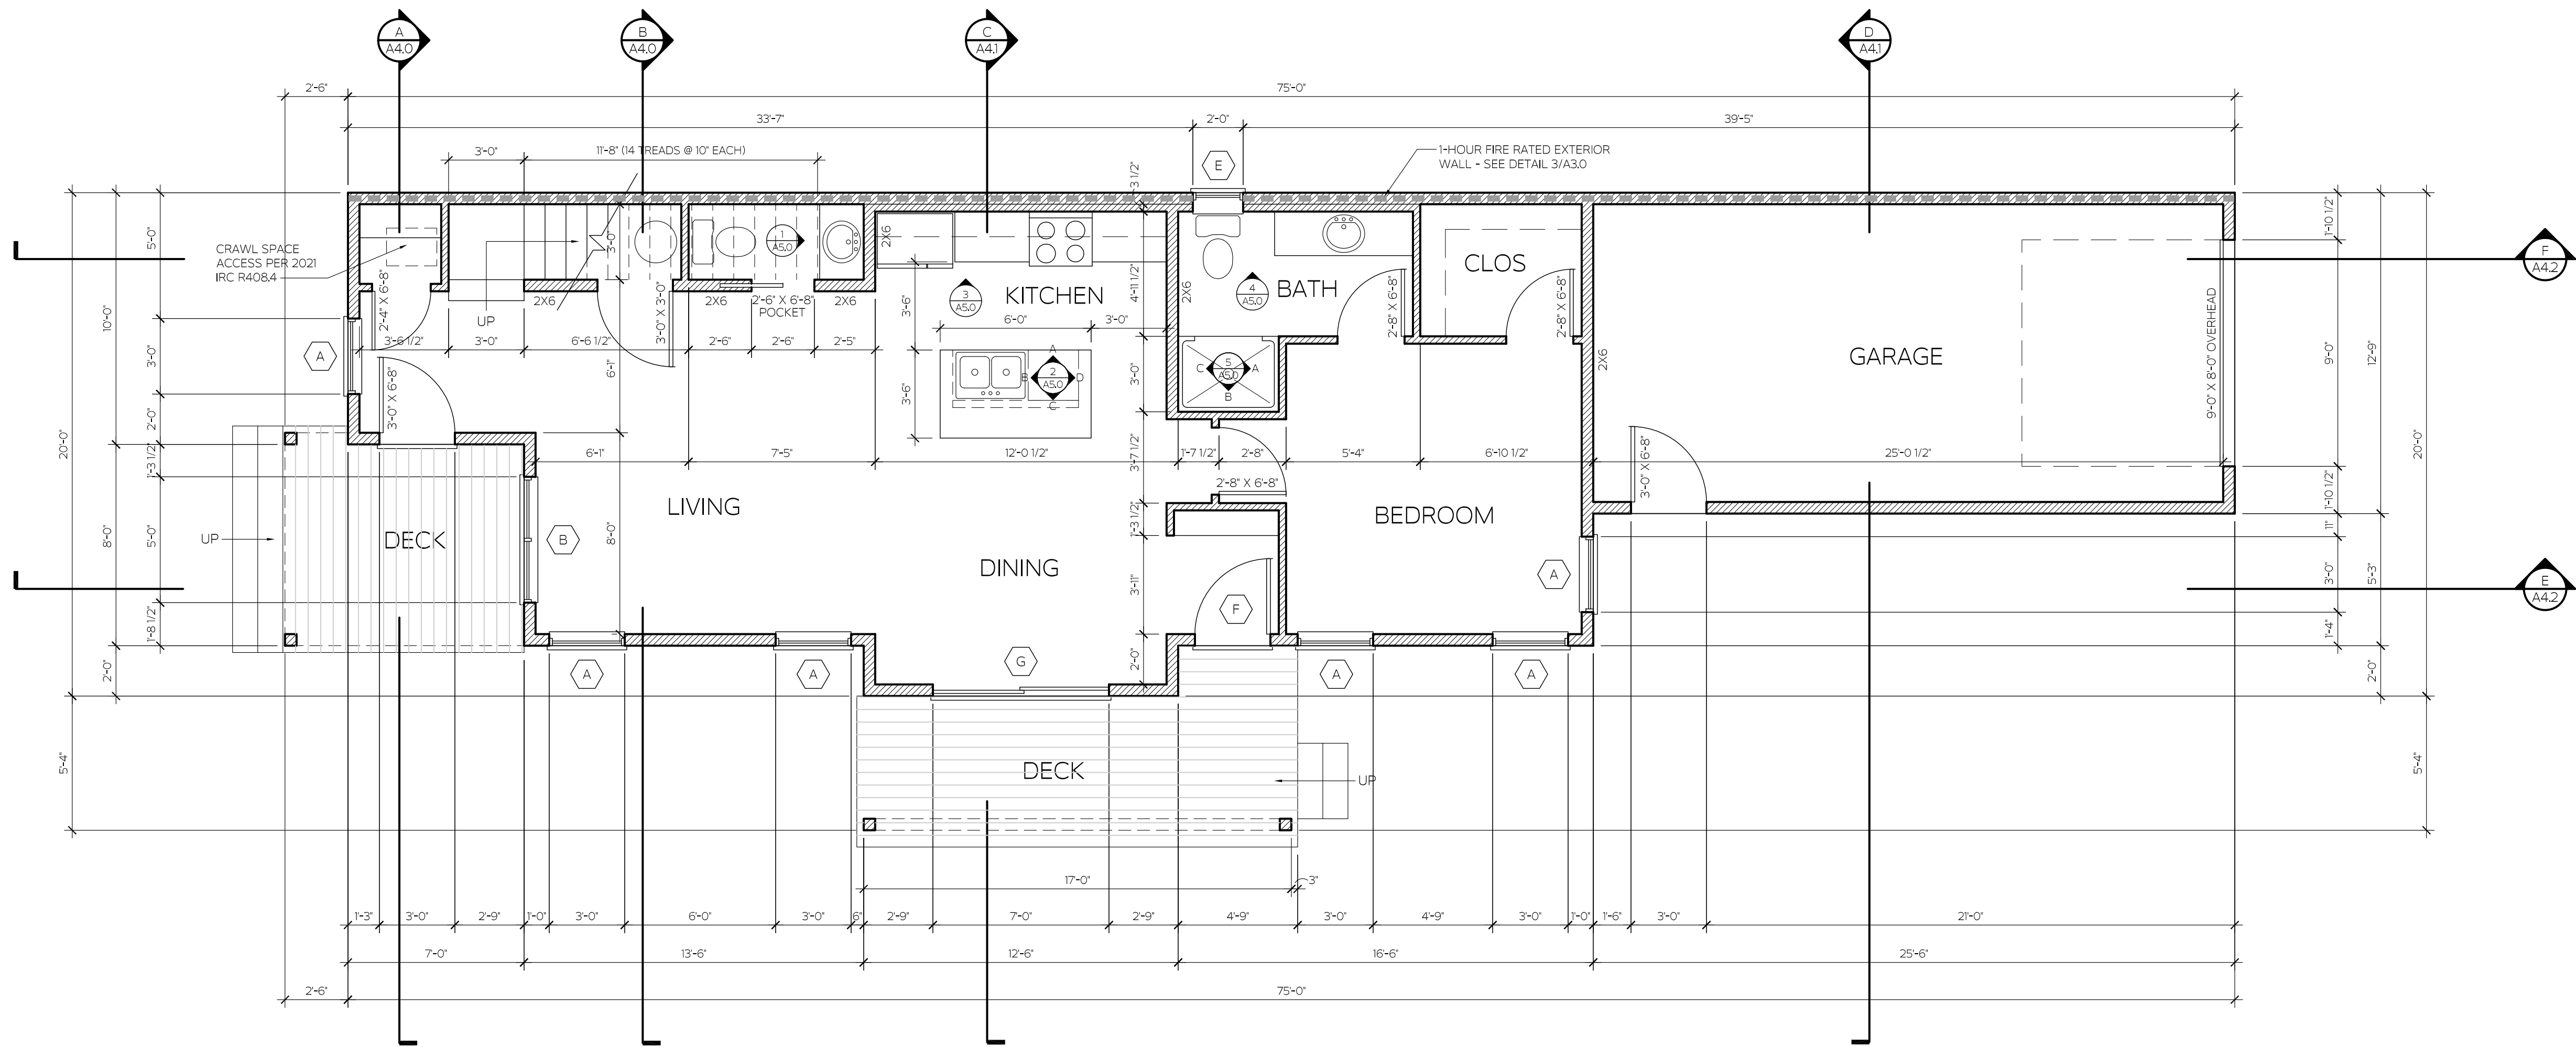 A
A4.0
B
A4.0
C
A4.1
D
A4.1
2'-6"
75'-0"
33'-7"
2'-0"
39'-5"
3'-0"
11'-8" (14 TREADS @ 10" EACH)
E
1-HOUR FIRE RATED EXTERIOR
WALL - SEE DETAIL 3/A3.0
3 1/2"
CRAWL SPACE
ACCESS PER 2021
IRC R408.4
5'-0"
10'-0"
3'-0"
2'-0"
20'-0"
1'-3 1/2"
5'-0"
8'-0"
1'-8 1/2"
2'-0"
5'-4"
A
2'-4" X 6'-8"
3'-0" X 6'-8"
UP
2X6
3'-0"
3'-0" X 3'-0"
1
A5.0
2X6
2'-6" X 6'-8"
POCKET
2X6
2X6
3
A5.0
KITCHEN
3'-6"
6'-0"
3'-0"
3'-6"
A
B
2
A5.0
D
C
4'-11 1/2"
3'-0"
3'-7 1/2"
1'-3 1/2"
3'-11"
2'-0"
2X6
4
A5.0
BATH
C
5
A5.0
A
B
2'-8" X 6'-8"
CLOS
2'-8" X 6'-8"
2X6
GARAGE
9'-0" X 8'-0" OVERHEAD
3'-0" X 6'-8"
3'-6 1/2"
3'-0"
6'-6 1/2"
2'-6"
2'-6"
2'-5"
6'-1"
8'-0"
6'-1"
7'-5"
12'-0 1/2"
1'-7 1/2"
2'-8"
5'-4"
6'-10 1/2"
25'-0 1/2"
2'-8" X 6'-8"
LIVING
BEDROOM
DINING
UP
DECK
B
F
A
A
A
G
A
A
DECK
UP
1'-10 1/2"
9'-0"
12'-9"
1'-10 1/2"
11"
3'-0"
5'-3"
1'-4"
2'-0"
20'-0"
5'-4"
F
A4.2
E
A4.2
17'-0"
3"
1'-3"
3'-0"
2'-9"
1'-0"
3'-0"
6'-0"
3'-0"
6"
2'-9"
7'-0"
2'-9"
4'-9"
3'-0"
4'-9"
3'-0"
1'-0"
1'-6"
3'-0"
21'-0"
7'-0"
13'-6"
12'-6"
16'-6"
25'-6"
2'-6"
75'-0"